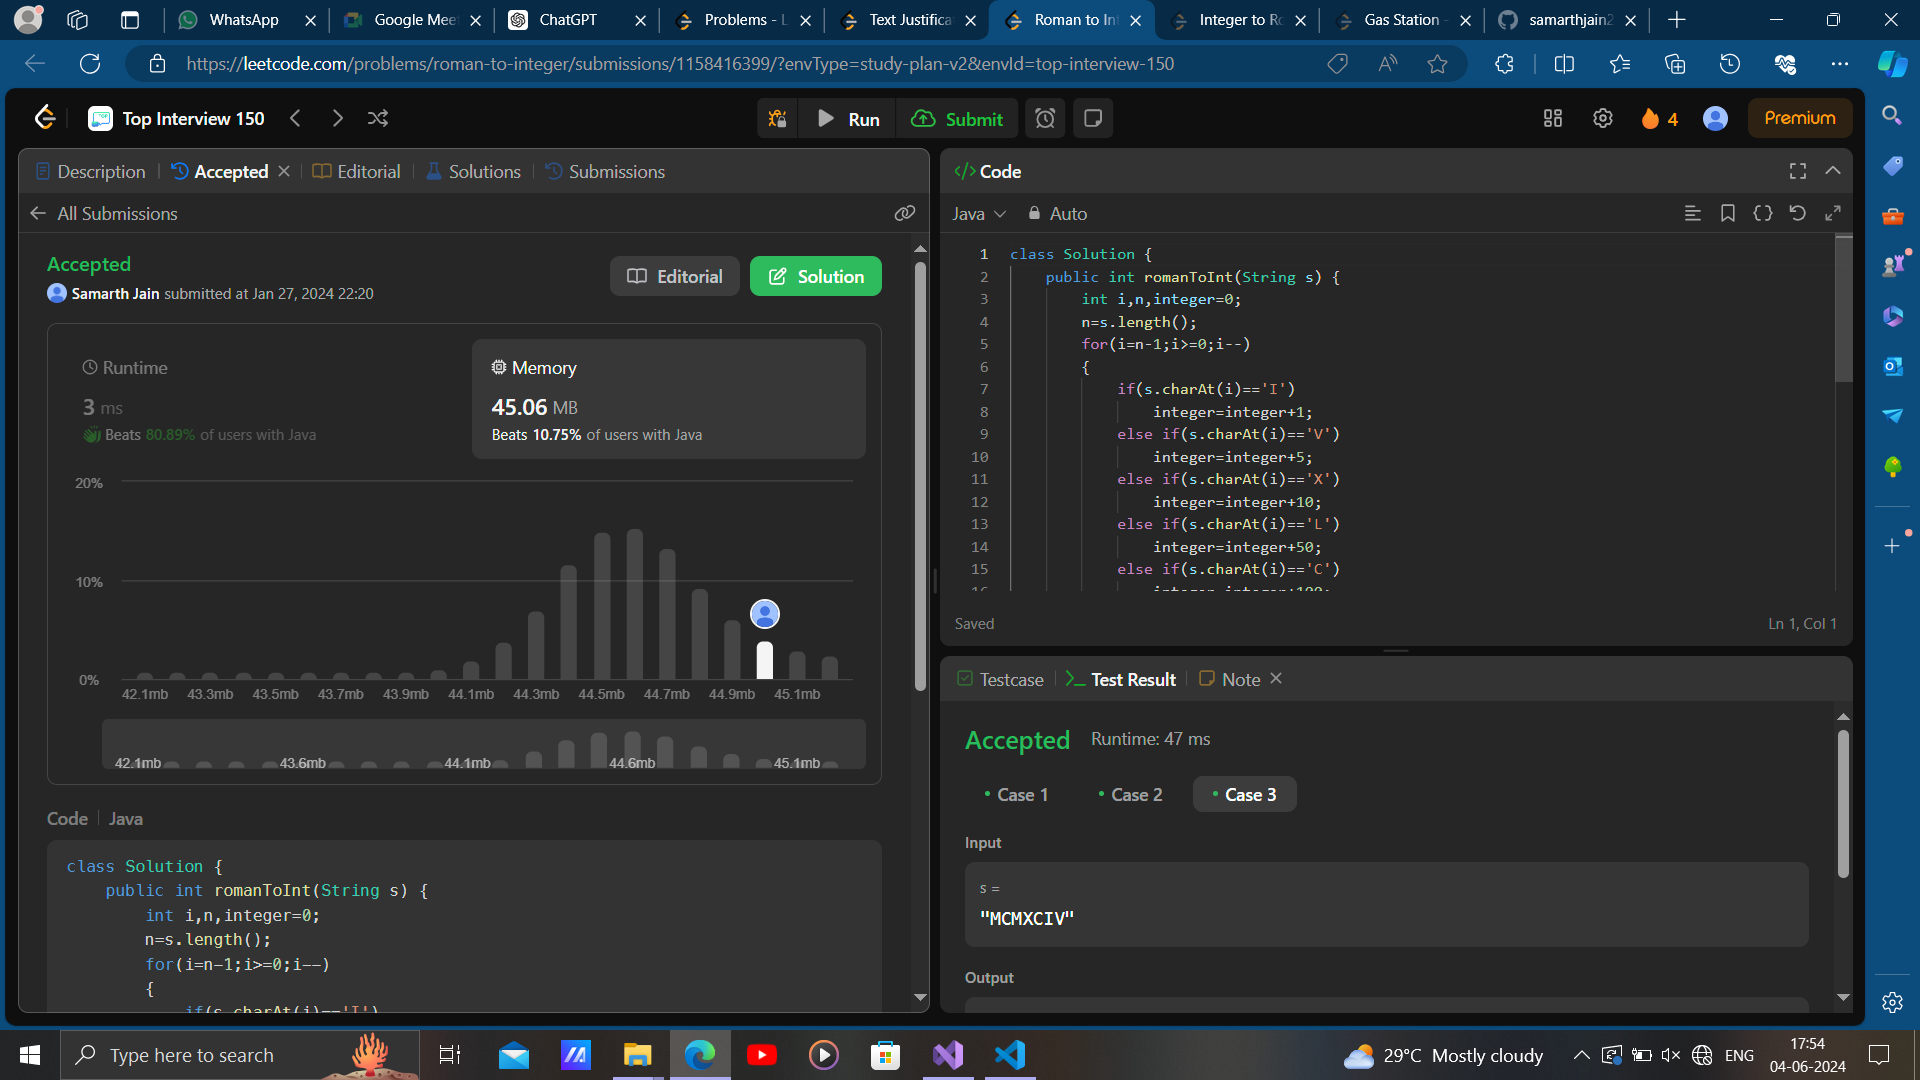 WhatsApp
Google Mee
ChatGPT
Problems - L
Text Justifica
Roman to In
Integer to Ro
Gas Station -
samarthjain2
https://leetcode.com/problems/roman-to-integer/submissions/1158416399/?envType=study-plan-v2&envId=top-interview-150
Top Interview 150
Run
Submit
4
Premium
Description
Accepted
Editorial
Solutions
Submissions
All Submissions
Accepted
Samarth Jain submitted at Jan 27, 2024 22:20
Editorial
Solution
Runtime
3 ms
Beats 80.89% of users with Java
Memory
45.06 MB
Beats 10.75% of users with Java
20%
10%
0%
42.1mb 43.3mb 43.5mb 43.7mb 43.9mb 44.1mb 44.3mb 44.5mb 44.7mb 44.9mb 45.1mb
42.1mb 43.6mb 44.1mb 44.6mb 45.1mb
Code | Java
class Solution {
public int romanToInt(String s) {
int i,n,integer=0;
n=s.length();
for(i=n-1;i>=0;i--)
{
if(s.charAt(i)=='I')
</> Code
Java
Auto
1 class Solution {
2 public int romanToInt(String s) {
3 int i,n,integer=0;
4 n=s.length();
5 for(i=n-1;i>=0;i--)
6 {
7 if(s.charAt(i)=='I')
8 integer=integer+1;
9 else if(s.charAt(i)=='V')
10 integer=integer+5;
11 else if(s.charAt(i)=='X')
12 integer=integer+10;
13 else if(s.charAt(i)=='L')
14 integer=integer+50;
15 else if(s.charAt(i)=='C')
16 integer=integer+100;
Saved
Ln 1, Col 1
Testcase
Test Result
Note
Accepted Runtime: 47 ms
Case 1
Case 2
Case 3
Input
s =
"MCMXCIV"
Output
Type here to search
29°C Mostly cloudy
ENG
17:54
04-06-2024